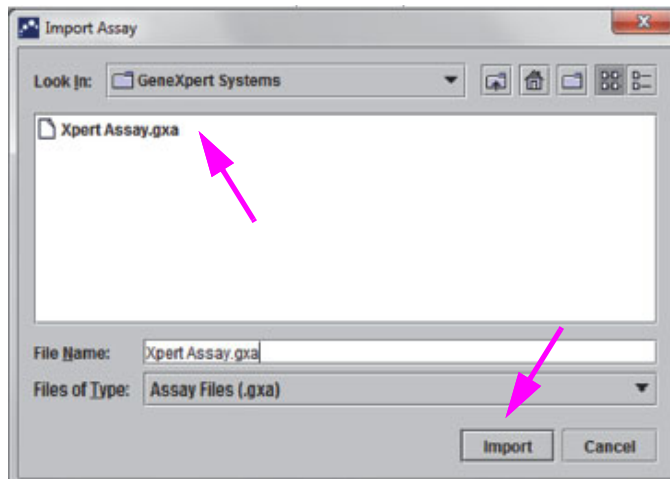 Import Assay
Look In: GeneXpert Systems
Xpert Assay.gxa
File Name: Xpert Assay.gxa
Files of Type: Assay Files (.gxa)
Import Cancel